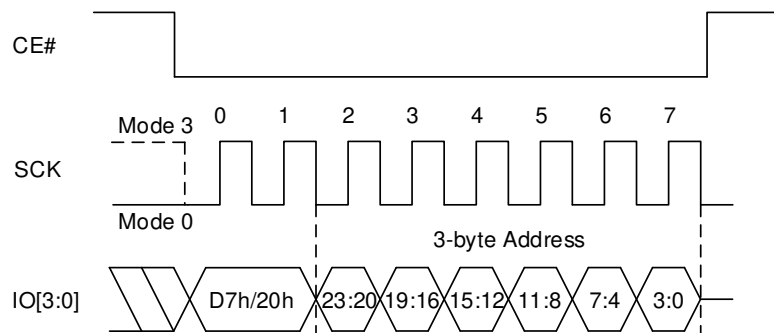 CE#
0 1 2 3 4 5 6 7
Mode 3
SCK
Mode 0
3-byte Address
IO[3:0] D7h/20h 23:20 19:16 15:12 11:8 7:4 3:0